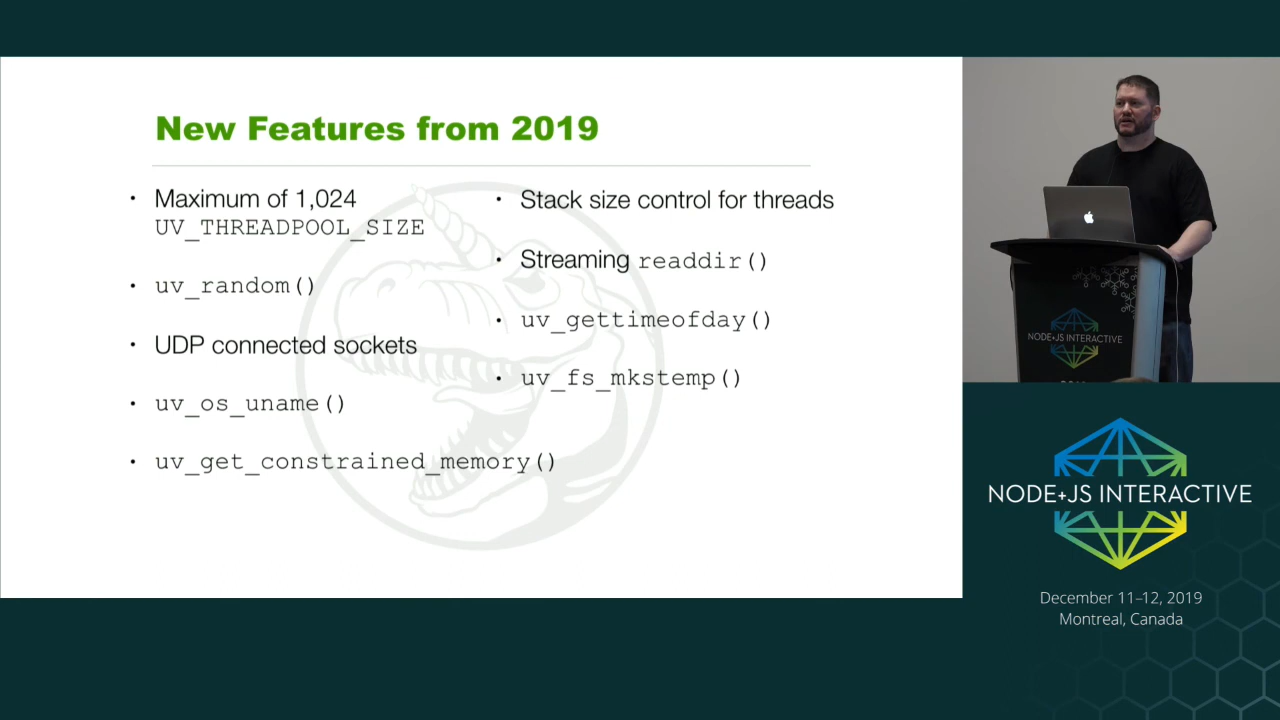 New Features from 2019
• Maximum of 1,024
UV_THREADPOOL_SIZE
• uv_random()
• UDP connected sockets
• uv_os_uname()
• uv_get_constrained_memory()
• Stack size control for threads
• Streaming readdir()
• uv_gettimeofday()
• uv_fs_mkstemp()
NODE+JS INTERACTIVE
NODE+JS INTERACTIVE
December 11–12, 2019
Montreal, Canada